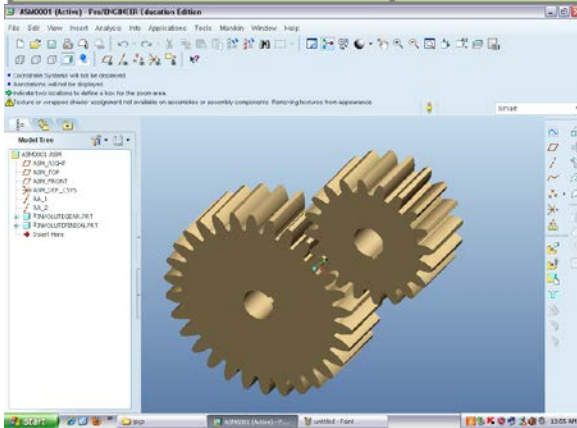 ASM0001 (Active) - Pro/ENGINEER Education Edition
File Edit View Insert Analysis Info Applications Tools Manikin Window Help
Coordinate Systems will not be displayed.
Annotations will not be displayed.
Indicate two locations to define a box for the zoom area.
Texture or wrapped shader assignment not available on assemblies or assembly components. Removing textures from appearance.
Smart
Model Tree
ASM0001.ASM
ASM_RIGHT
ASM_TOP
ASM_FRONT
ASM_DEF_CSYS
AA_1
AA_2
INVOLUTEGEAR.PRT
INVOLUTEPINION.PRT
Insert Here
start
ASM0001 (Active) - P...
untitled - Paint
10:55 AM